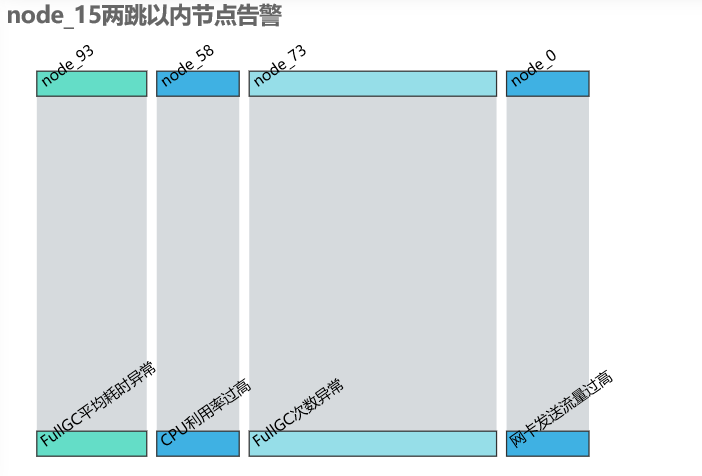 node_15两跳以内节点告警
node_93
node_58
node_73
node_0
FullGC平均耗时异常
CPU利用率过高
FullGC次数异常
网卡发送流量过高